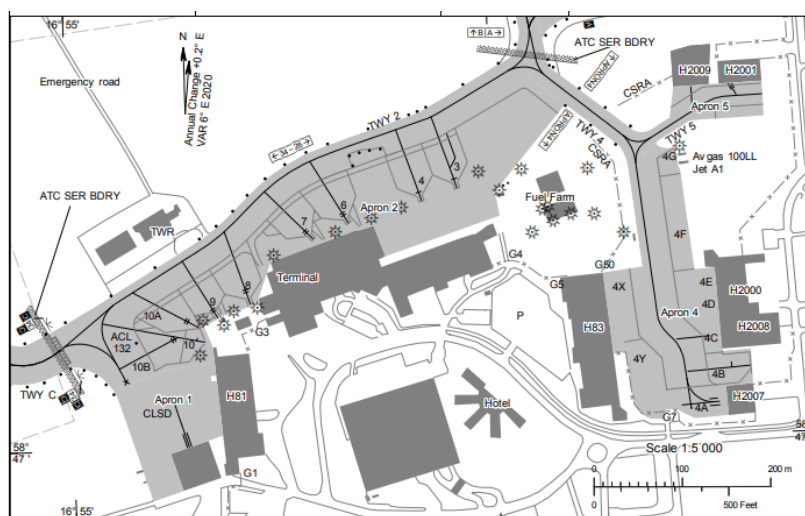 16° 55'
N
Annual Change +0.2° E
VAR 6° E 2020
Emergency road
↑B|A→
ATC SER BDRY
↑APRON4
CSRA
H2009
H2001
Apron 5
TWY 2
←34-28→
APRON4↑
TWY 4
CSRA
TWY 5
4G
Av gas 100LL
Jet A1
3
4
Apron 2
6
7
Fuel Farm
ATC SER BDRY
TWR
4F
Terminal
8
9
10A
G4
G50
G5
4X
4E
4D
H2000
Apron 4
ACL
132
10
G3
P
H83
H2008
4C
10B
4Y
4B
TWY C
Apron 1
CLSD
H81
Hotel
H2007
4A
G7
58°
47'
Scale 1:5 000
58°
47'
G1
0 100 200 m
0 500 Feet
16° 55'